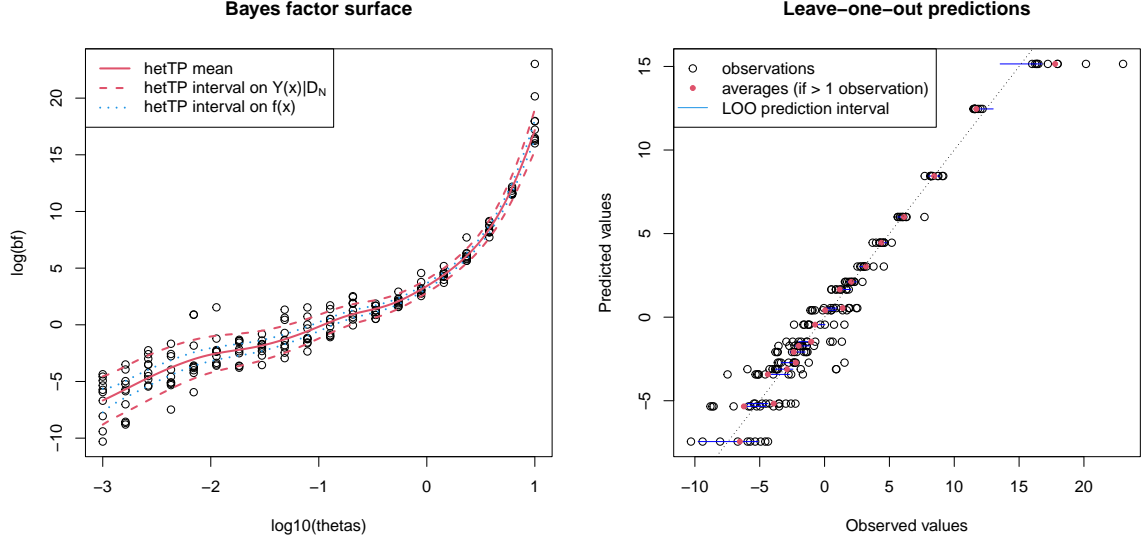 Bayes factor surface
hetTP mean
hetTP interval on Y(x)|D_N
hetTP interval on f(x)
log(bf)
20
15
10
5
0
−5
−10
−3
−2
−1
0
1
log10(thetas)
Leave−one−out predictions
observations
averages (if > 1 observation)
LOO prediction interval
Predicted values
15
10
5
0
−5
−10
−5
0
5
10
15
20
Observed values